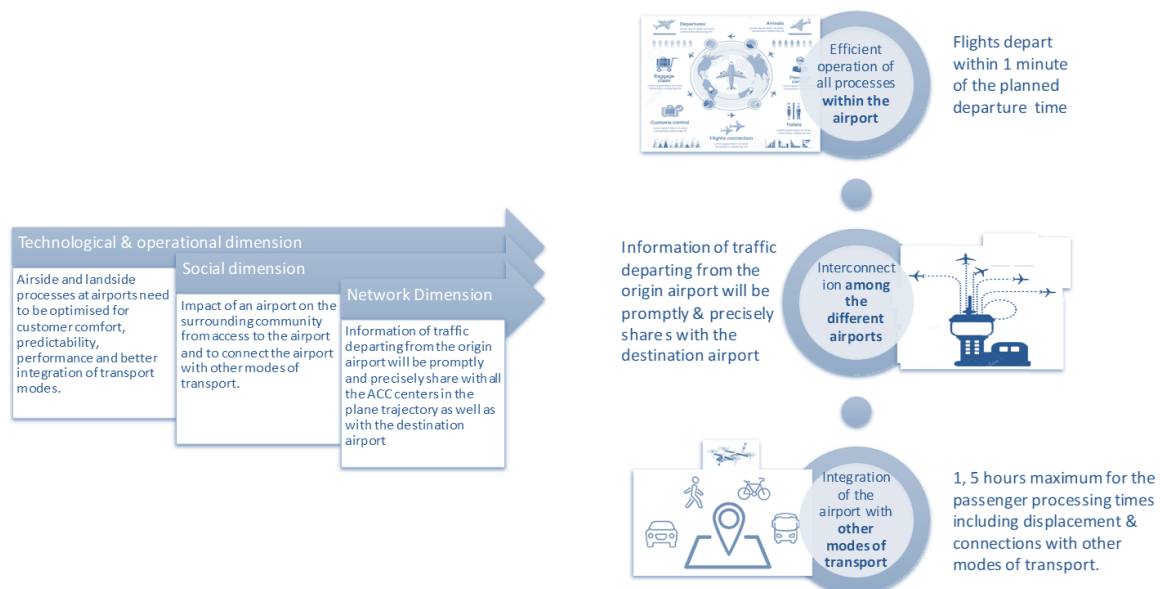 Technological & operational dimension
Airside and landside
processes at airports need
to be optimised for
customer comfort,
predictability,
performance and better
integration of transport
modes.
Social dimension
Impact of an airport on the
surrounding community
from access to the airport
and to connect the airport
with other modes of
transport.
Network Dimension
Information of traffic
departing from the origin
airport will be promptly
and precisely share with all
the ACC centers in the
plane trajectory as well as
with the destination
airport
Departures
Arrivals
Baggage
claim
Customs control
Flights connection
Toilets
Efficient
operation of
all processes
within the
airport
Flights depart
within 1 minute
of the planned
departure time
Information of traffic
departing from the
origin airport will be
promptly & precisely
share s with the
destination airport
Interconnect
ion among
the
different
airports
Integration
of the
airport with
other
modes of
transport
1, 5 hours maximum for the
passenger processing times
including displacement &
connections with other
modes of transport.